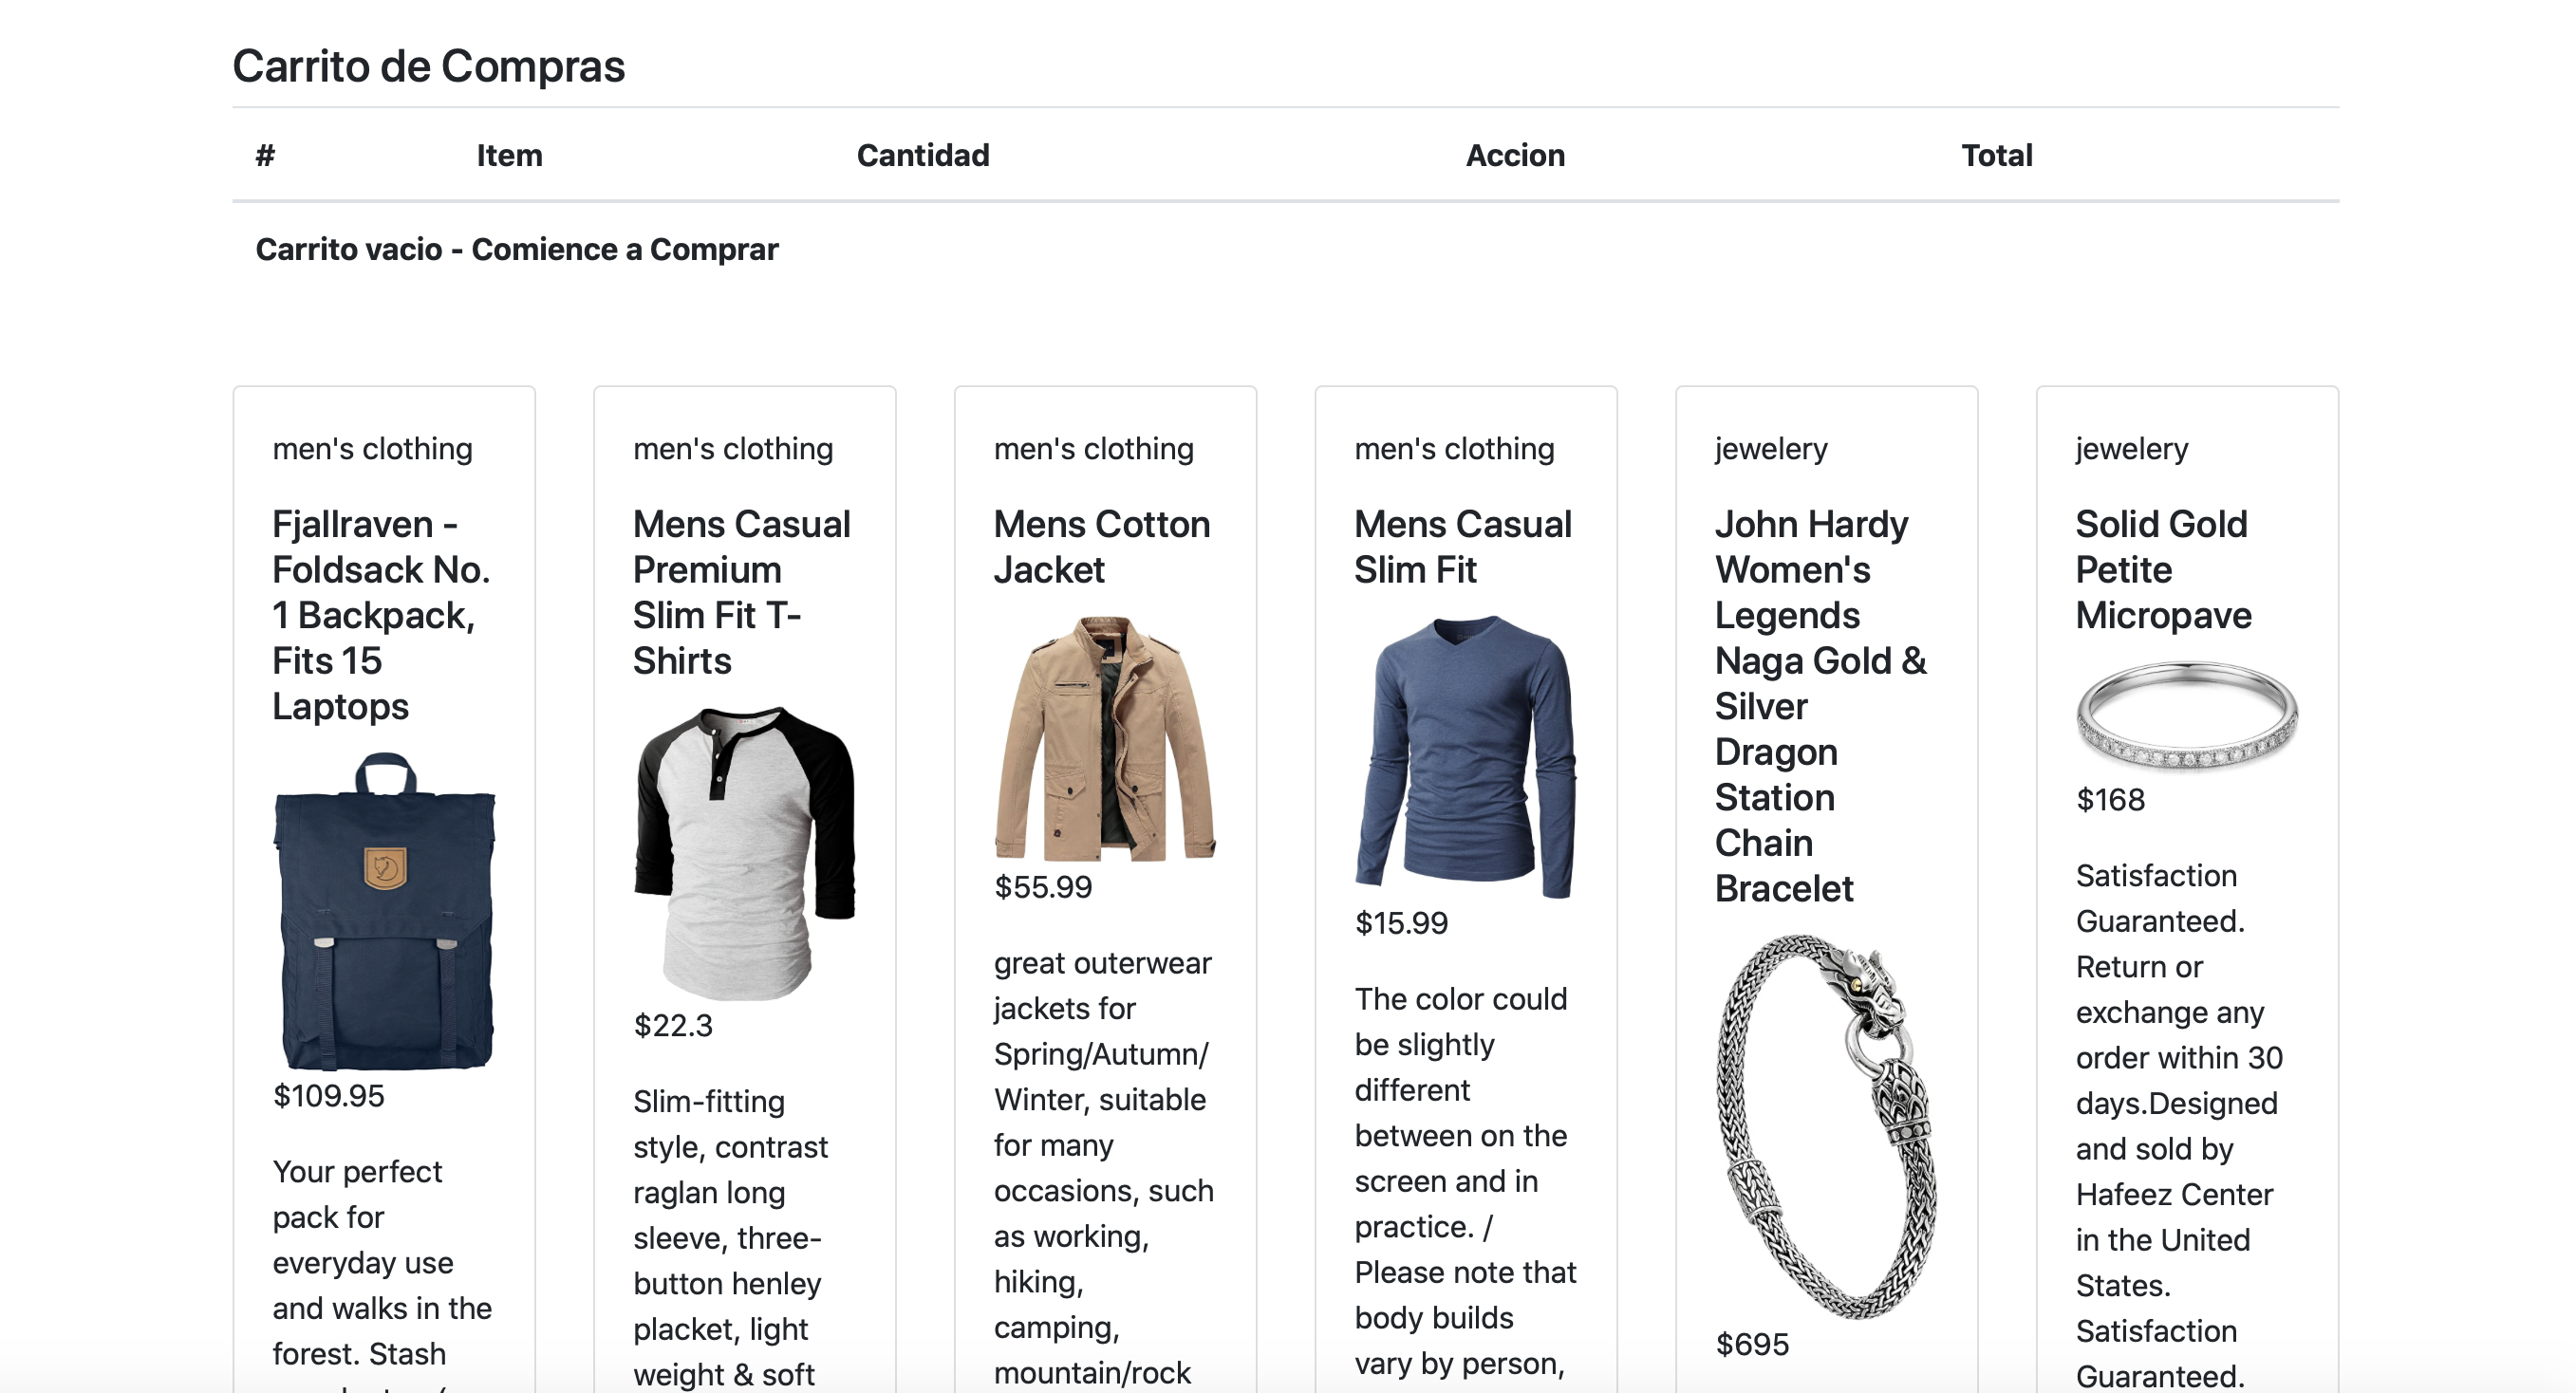 Carrito de Compras
# Item Cantidad Accion Total
Carrito vacio - Comience a Comprar
men's clothing
Fjallraven -
Foldsack No.
1 Backpack,
Fits 15
Laptops
$109.95
Your perfect
pack for
everyday use
and walks in the
forest. Stash
men's clothing
Mens Casual
Premium
Slim Fit T-
Shirts
$22.3
Slim-fitting
style, contrast
raglan long
sleeve, three-
button henley
placket, light
weight & soft
men's clothing
Mens Cotton
Jacket
$55.99
great outerwear
jackets for
Spring/Autumn/
Winter, suitable
for many
occasions, such
as working,
hiking,
camping,
mountain/rock
men's clothing
Mens Casual
Slim Fit
$15.99
The color could
be slightly
different
between on the
screen and in
practice. /
Please note that
body builds
vary by person,
jewelery
John Hardy
Women's
Legends
Naga Gold &
Silver
Dragon
Station
Chain
Bracelet
$695
jewelery
Solid Gold
Petite
Micropave
$168
Satisfaction
Guaranteed.
Return or
exchange any
order within 30
days.Designed
and sold by
Hafeez Center
in the United
States.
Satisfaction
Guaranteed.